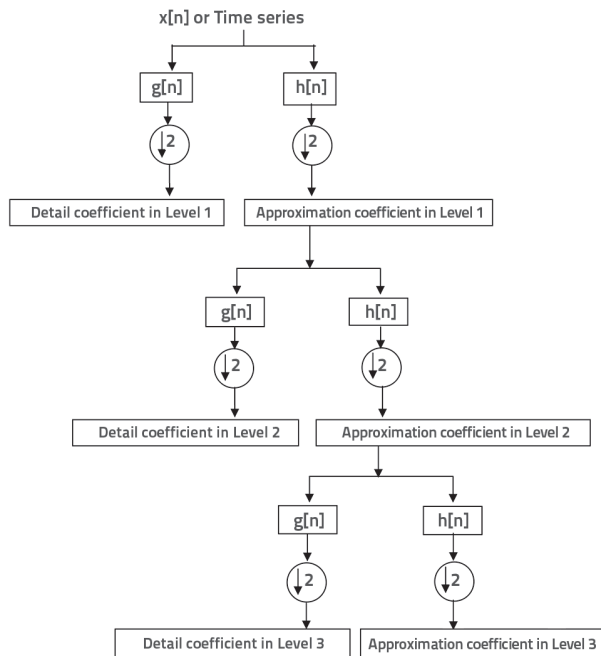 x[n] or Time series
g[n]
h[n]
↓2
↓2
Detail coefficient in Level 1
Approximation coefficient in Level 1
g[n]
h[n]
↓2
↓2
Detail coefficient in Level 2
Approximation coefficient in Level 2
g[n]
h[n]
↓2
↓2
Detail coefficient in Level 3
Approximation coefficient in Level 3